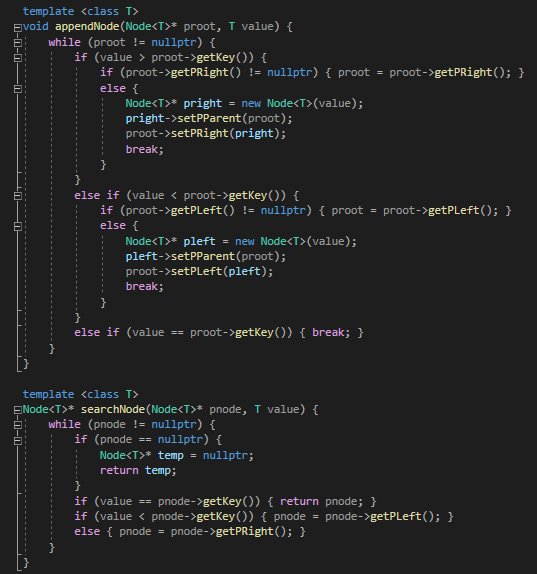 template <class T>
void appendNode(Node<T>* proot, T value) {
    while (proot != nullptr) {
        if (value > proot->getKey()) {
            if (proot->getPRight() != nullptr) { proot = proot->getPRight(); }
            else {
                Node<T>* pright = new Node<T>(value);
                pright->setPParent(proot);
                proot->setPRight(pright);
                break;
            }
        }
        else if (value < proot->getKey()) {
            if (proot->getPLeft() != nullptr) { proot = proot->getPLeft(); }
            else {
                Node<T>* pleft = new Node<T>(value);
                pleft->setPParent(proot);
                proot->setPLeft(pleft);
                break;
            }
        }
        else if (value == proot->getKey()) { break; }
    }
}

template <class T>
Node<T>* searchNode(Node<T>* pnode, T value) {
    while (pnode != nullptr) {
        if (pnode == nullptr) {
            Node<T>* temp = nullptr;
            return temp;
        }
        if (value == pnode->getKey()) { return pnode; }
        if (value < pnode->getKey()) { pnode = pnode->getPLeft(); }
        else { pnode = pnode->getPRight(); }
    }
}